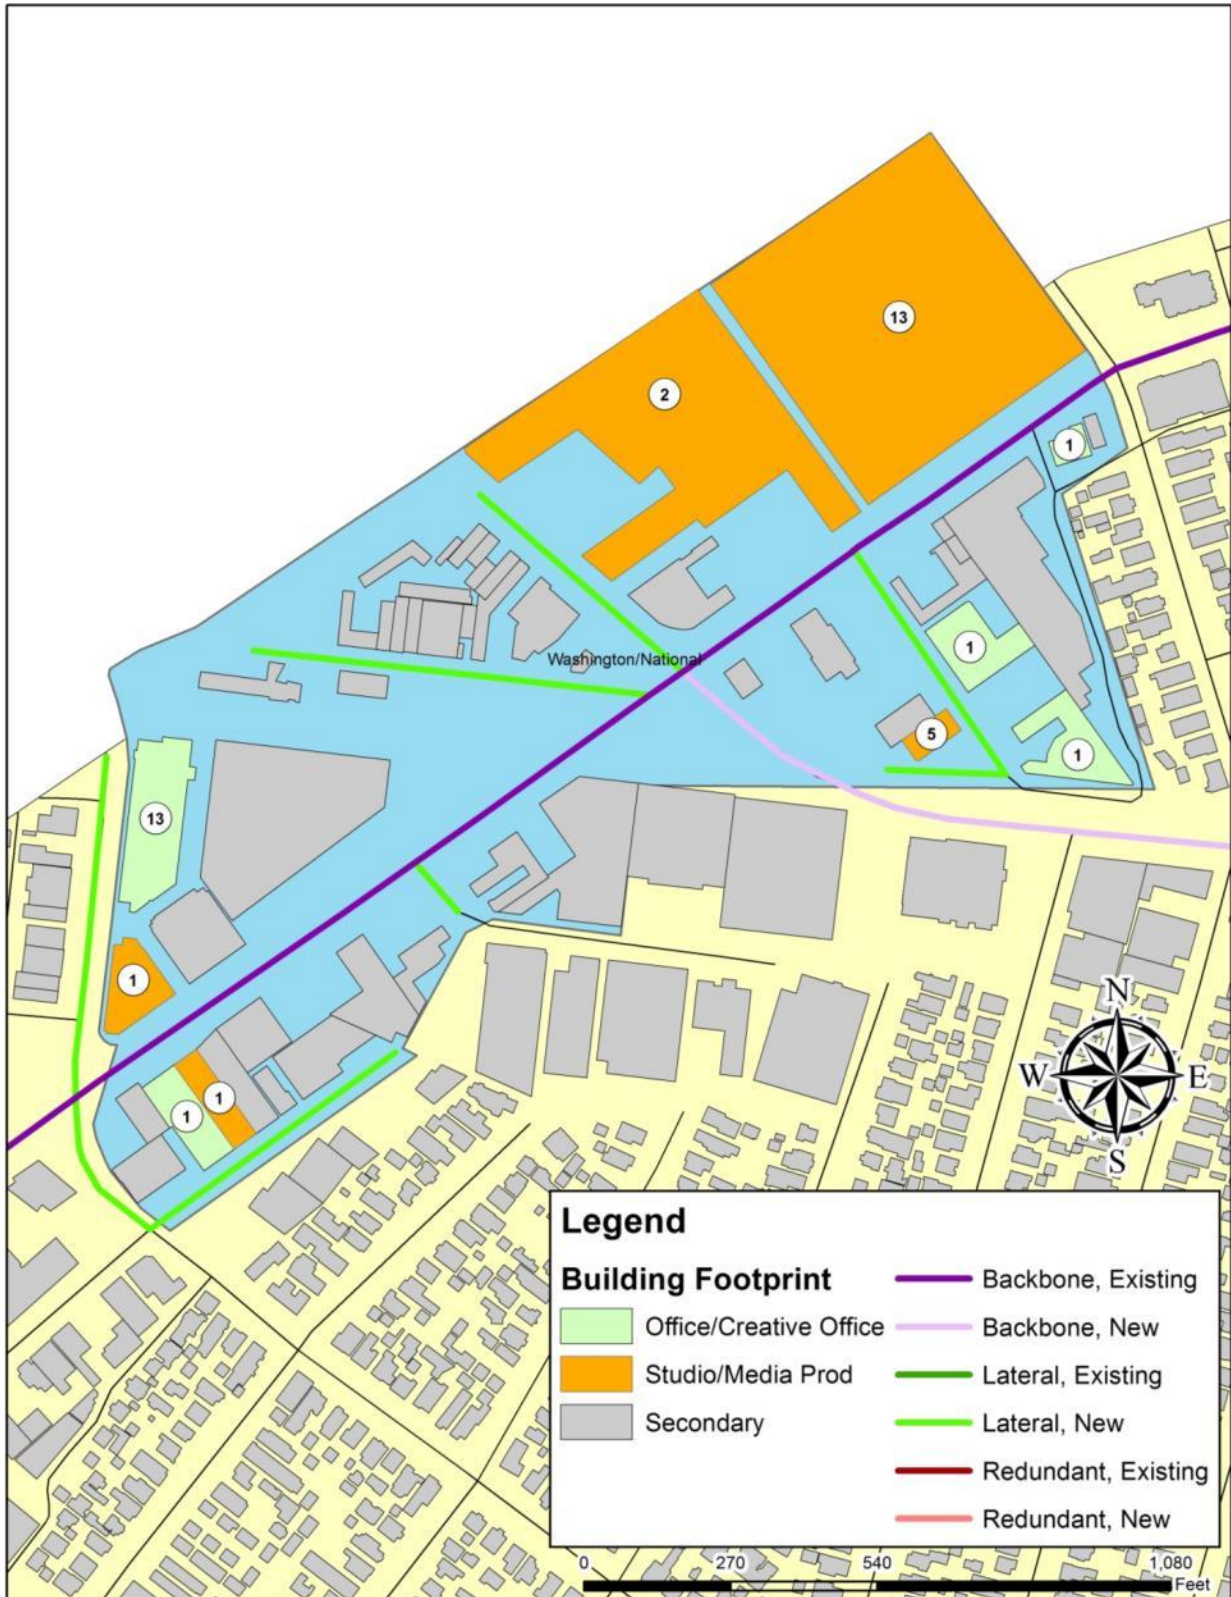 13
2
1
1
Washington/National
5
1
13
1
1
1
N
W E
S
Legend
Building Footprint
Office/Creative Office
Studio/Media Prod
Secondary
Backbone, Existing
Backbone, New
Lateral, Existing
Lateral, New
Redundant, Existing
Redundant, New
0 270 540 1,080
Feet